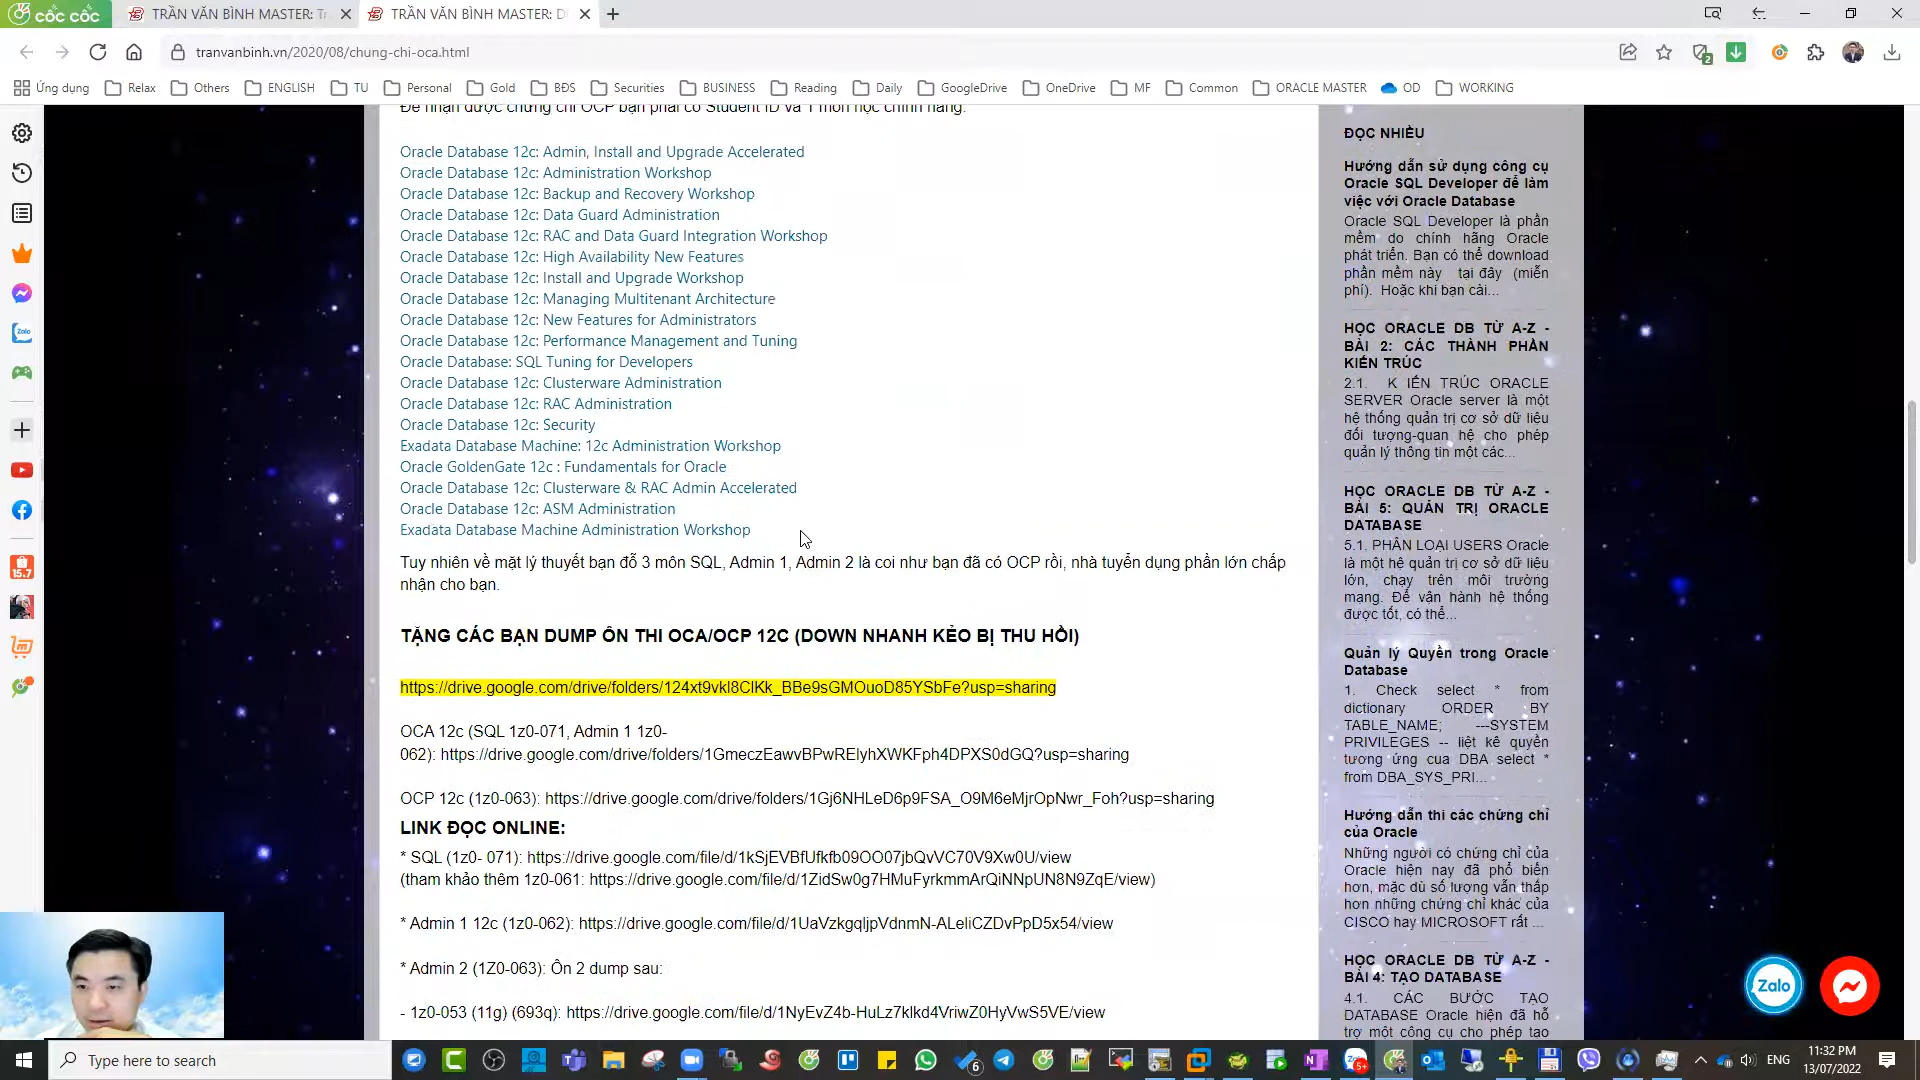 cốc cốc
TRẦN VĂN BÌNH MASTER: Tr
TRẦN VĂN BÌNH MASTER: D
tranvanbinh.vn/2020/08/chung-chi-oca.html
2
Ứng dụng
Relax
Others
ENGLISH
TU
Personal
Gold
BĐS
Securities
BUSINESS
Reading
Daily
GoogleDrive
OneDrive
MF
Common
ORACLE MASTER
OD
WORKING
Để nhận được chứng chỉ OCP bạn phải có Student ID và 1 môn học chính hãng.
Oracle Database 12c: Admin, Install and Upgrade Accelerated
Oracle Database 12c: Administration Workshop
Oracle Database 12c: Backup and Recovery Workshop
Oracle Database 12c: Data Guard Administration
Oracle Database 12c: RAC and Data Guard Integration Workshop
Oracle Database 12c: High Availability New Features
Oracle Database 12c: Install and Upgrade Workshop
Oracle Database 12c: Managing Multitenant Architecture
Oracle Database 12c: New Features for Administrators
Oracle Database 12c: Performance Management and Tuning
Oracle Database: SQL Tuning for Developers
Oracle Database 12c: Clusterware Administration
Oracle Database 12c: RAC Administration
Oracle Database 12c: Security
Exadata Database Machine: 12c Administration Workshop
Oracle GoldenGate 12c : Fundamentals for Oracle
Oracle Database 12c: Clusterware & RAC Admin Accelerated
Oracle Database 12c: ASM Administration
Exadata Database Machine Administration Workshop
Tuy nhiên về mặt lý thuyết bạn đỗ 3 môn SQL, Admin 1, Admin 2 là coi như bạn đã có OCP rồi, nhà tuyển dụng phần lớn chấp
nhận cho bạn.
TẶNG CÁC BẠN DUMP ÔN THI OCA/OCP 12C (DOWN NHANH KẺO BỊ THU HỒI)
https://drive.google.com/drive/folders/124xt9vkl8ClKk_BBe9sGMOuoD85YSbFe?usp=sharing
OCA 12c (SQL 1z0-071, Admin 1 1z0-
062): https://drive.google.com/drive/folders/1GmeczEawvBPwRElyhXWKFph4DPXS0dGQ?usp=sharing
OCP 12c (1z0-063): https://drive.google.com/drive/folders/1Gj6NHLeD6p9FSA_O9M6eMjrOpNwr_Foh?usp=sharing
LINK ĐỌC ONLINE:
* SQL (1z0- 071): https://drive.google.com/file/d/1kSjEVBfUfkfb09OO07jbQvVC70V9Xw0U/view
(tham khảo thêm 1z0-061: https://drive.google.com/file/d/1ZidSw0g7HMuFyrkmmArQiNNpUN8N9ZqE/view)
* Admin 1 12c (1z0-062): https://drive.google.com/file/d/1UaVzkgqljpVdnmN-ALeliCZDvPpD5x54/view
* Admin 2 (1Z0-063): Ôn 2 dump sau:
- 1z0-053 (11g) (693q): https://drive.google.com/file/d/1NyEvZ4b-HuLz7klkd4VriwZ0HyVwS5VE/view
ĐỌC NHIỀU
Hướng dẫn sử dụng công cụ
Oracle SQL Developer để làm
việc với Oracle Database
Oracle SQL Developer là phần
mềm do chính hãng Oracle
phát triển. Bạn có thể download
phần mềm này tại đây (miễn
phí). Hoặc khi bạn cài...
HỌC ORACLE DB TỪ A-Z -
BÀI 2: CÁC THÀNH PHẦN
KIẾN TRÚC
2.1. K IẾN TRÚC ORACLE
SERVER Oracle server là một
hệ thống quản trị cơ sở dữ liệu
đối tượng-quan hệ cho phép
quản lý thông tin một các...
HỌC ORACLE DB TỪ A-Z -
BÀI 5: QUẢN TRỊ ORACLE
DATABASE
5.1. PHÂN LOẠI USERS Oracle
là một hệ quản trị cơ sở dữ liệu
lớn, chạy trên môi trường
mạng. Để vận hành hệ thống
được tốt, có thể...
Quản lý Quyền trong Oracle
Database
1. Check select * from
dictionary ORDER BY
TABLE_NAME; ---SYSTEM
PRIVILEGES -- liệt kê quyền
tương ứng cua DBA select *
from DBA_SYS_PRI...
Hướng dẫn thi các chứng chỉ
của Oracle
Những người có chứng chỉ của
Oracle hiện nay đã phổ biến
hơn, mặc dù số lượng vẫn thấp
hơn những chứng chỉ khác của
CISCO hay MICROSOFT rất ...
HỌC ORACLE DB TỪ A-Z -
BÀI 4: TẠO DATABASE
4.1. CÁC BƯỚC TẠO
DATABASE Oracle hiện đã hỗ
trợ một công cụ cho phép tạo
Zalo
Zalo
15.7
Type here to search
6
5+
ENG
11:32 PM
13/07/2022